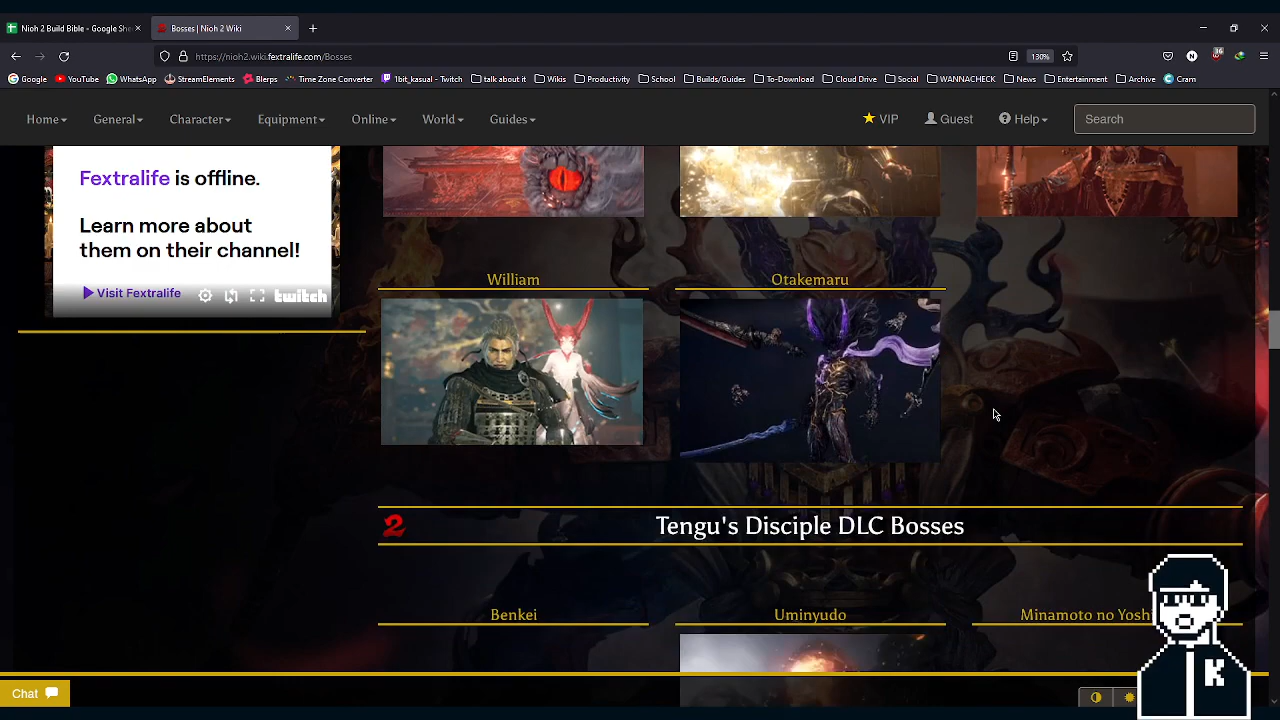 Nioh 2 Build Bible - Google She
Bosses | Nioh 2 Wiki
https://nioh2.wiki.fextralife.com/Bosses
130%
N
36
Google YouTube WhatsApp StreamElements Blerps Time Zone Converter 1bit_kasual - Twitch talk about it Wikis Productivity School Builds/Guides To-Download Cloud Drive Social WANNACHECK News Entertainment Archive Cram
Home General Character Equipment Online World Guides VIP Guest Help Search
Fextralife is offline.
Learn more about
them on their channel!
Visit Fextralife
twitch
William Otakemaru
2 Tengu's Disciple DLC Bosses
Benkei Uminyudo Minamoto no Yosh
K
Chat